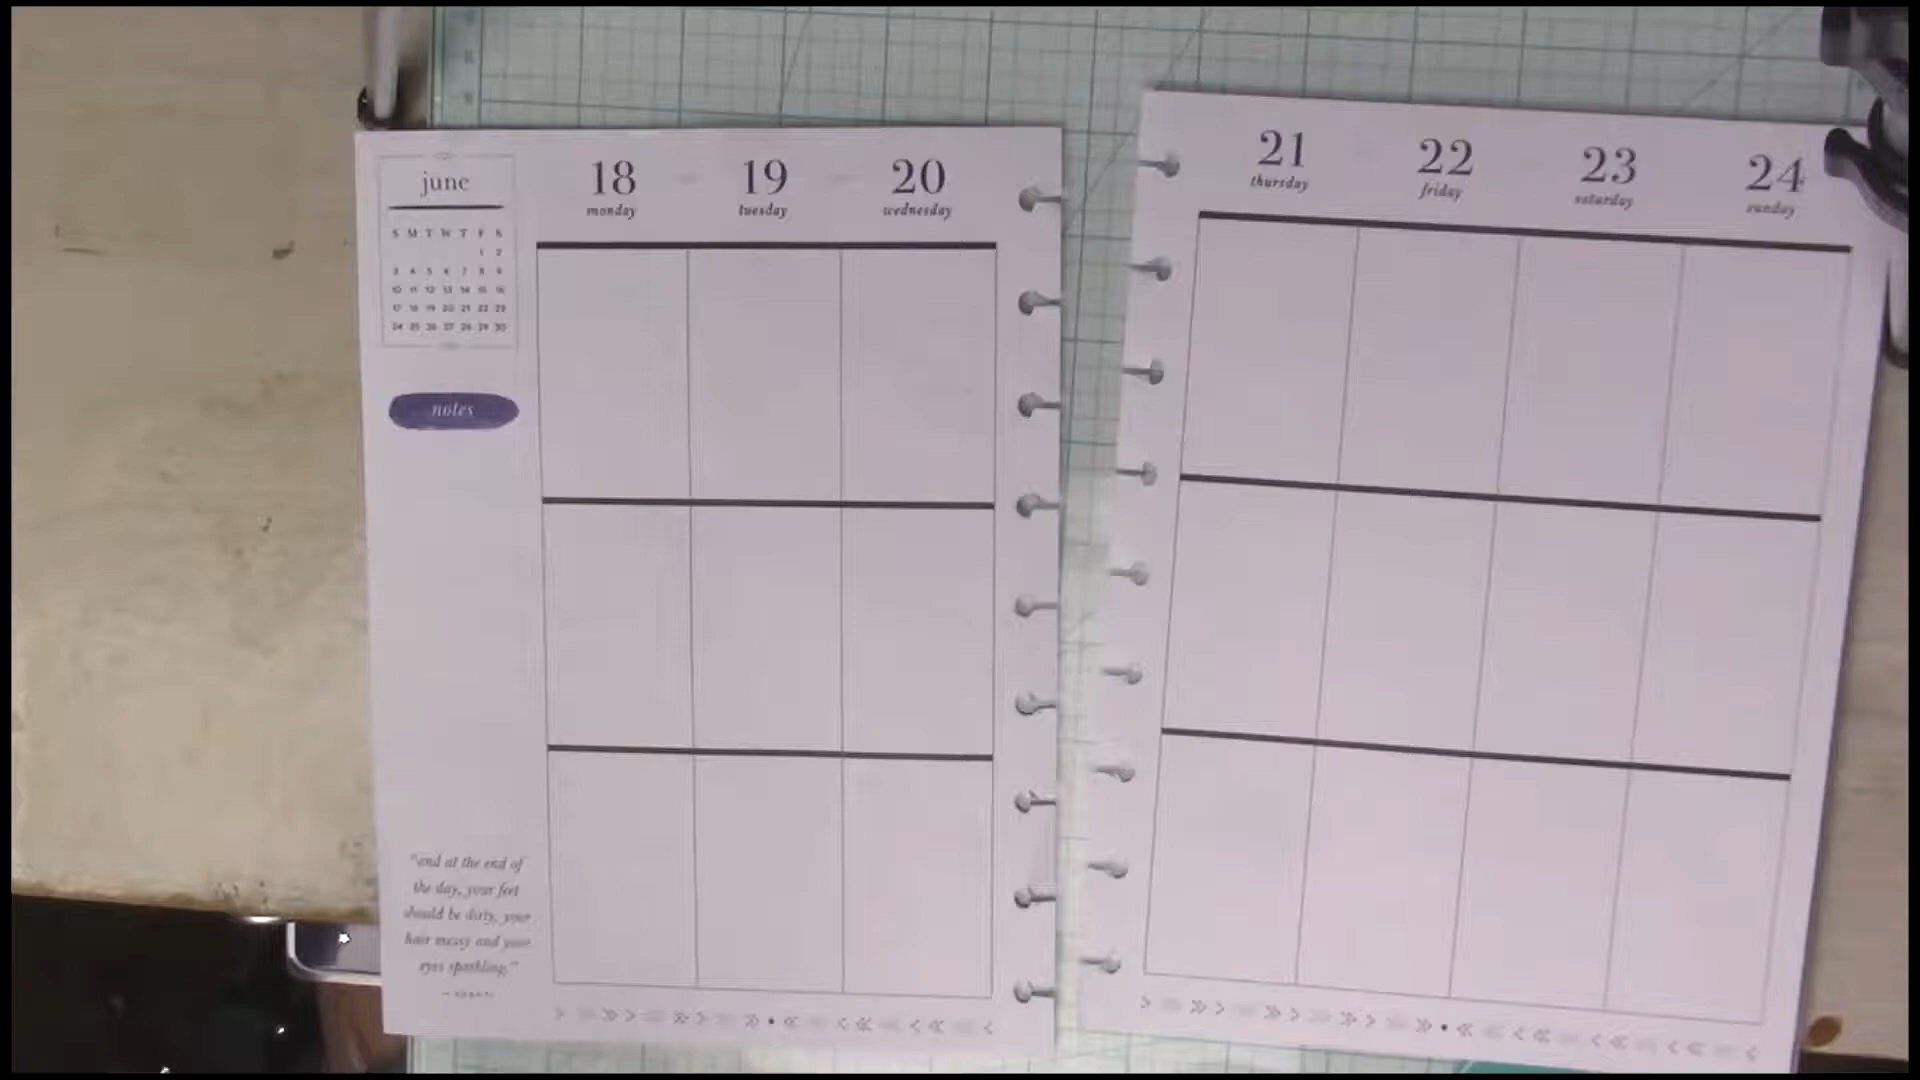 june
S M T W T F S
1 2
3 4 5 6 7 8 9
10 11 12 13 14 15 16
17 18 19 20 21 22 23
24 25 26 27 28 29 30
notes
"and at the end of
the day, your feet
should be dirty, your
hair messy and your
eyes sparkling."
18 19 20
monday tuesday wednesday
21 22 23 24
thursday friday saturday sunday